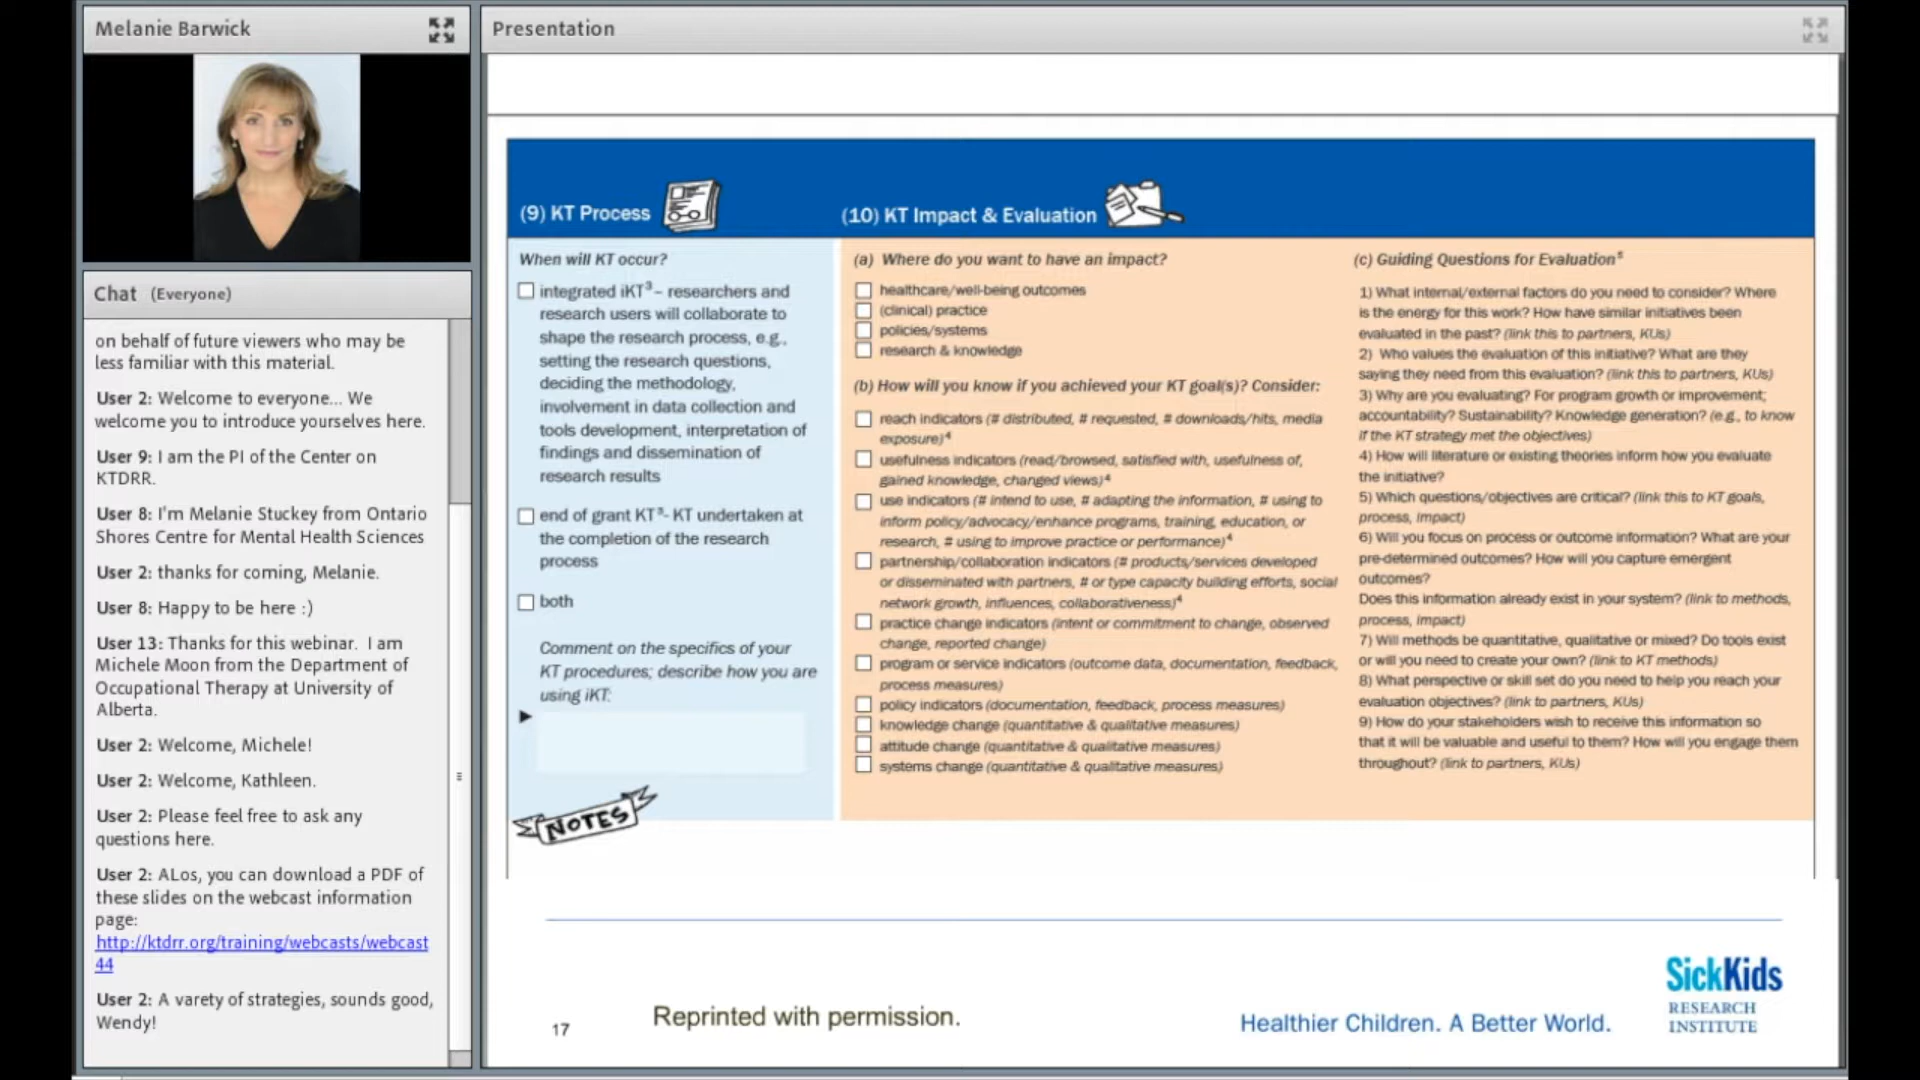 Melanie Barwick
Chat (Everyone)
on behalf of future viewers who may be
less familiar with this material.
User 2: Welcome to everyone... We
welcome you to introduce yourselves here.
User 9: I am the PI of the Center on
KTDRR.
User 8: I'm Melanie Stuckey from Ontario
Shores Centre for Mental Health Sciences
User 2: thanks for coming, Melanie.
User 8: Happy to be here :)
User 13: Thanks for this webinar. I am
Michele Moon from the Department of
Occupational Therapy at University of
Alberta.
User 2: Welcome, Michele!
User 2: Welcome, Kathleen.
User 2: Please feel free to ask any
questions here.
User 2: ALos, you can download a PDF of
these slides on the webcast information
page:
http://ktdrr.org/training/webcasts/webcast
44
User 2: A varety of strategies, sounds good,
Wendy!
Presentation
(9) KT Process
When will KT occur?
integrated iKT³ – researchers and
research users will collaborate to
shape the research process, e.g.,
setting the research questions,
deciding the methodology,
involvement in data collection and
tools development, interpretation of
findings and dissemination of
research results
end of grant KT³- KT undertaken at
the completion of the research
process
both
Comment on the specifics of your
KT procedures; describe how you are
using iKT:
NOTES
(10) KT Impact & Evaluation
(a) Where do you want to have an impact?
healthcare/well-being outcomes
(clinical) practice
policies/systems
research & knowledge
(b) How will you know if you achieved your KT goal(s)? Consider:
reach indicators (# distributed, # requested, # downloads/hits, media
exposure)⁴
usefulness indicators (read/browsed, satisfied with, usefulness of,
gained knowledge, changed views)⁴
use indicators (# intend to use, # adapting the information, # using to
inform policy/advocacy/enhance programs, training, education, or
research, # using to improve practice or performance)⁴
partnership/collaboration indicators (# products/services developed
or disseminated with partners, # or type capacity building efforts, social
network growth, influences, collaborativeness)⁴
practice change indicators (intent or commitment to change, observed
change, reported change)
program or service indicators (outcome data, documentation, feedback,
process measures)
policy indicators (documentation, feedback, process measures)
knowledge change (quantitative & qualitative measures)
attitude change (quantitative & qualitative measures)
systems change (quantitative & qualitative measures)
(c) Guiding Questions for Evaluation⁵
1) What internal/external factors do you need to consider? Where
is the energy for this work? How have similar initiatives been
evaluated in the past? (link this to partners, KUs)
2) Who values the evaluation of this initiative? What are they
saying they need from this evaluation? (link this to partners, KUs)
3) Why are you evaluating? For program growth or improvement;
accountability? Sustainability? Knowledge generation? (e.g., to know
if the KT strategy met the objectives)
4) How will literature or existing theories inform how you evaluate
the initiative?
5) Which questions/objectives are critical? (link this to KT goals,
process, impact)
6) Will you focus on process or outcome information? What are your
pre-determined outcomes? How will you capture emergent
outcomes?
Does this information already exist in your system? (link to methods,
process, impact)
7) Will methods be quantitative, qualitative or mixed? Do tools exist
or will you need to create your own? (link to KT methods)
8) What perspective or skill set do you need to help you reach your
evaluation objectives? (link to partners, KUs)
9) How do your stakeholders wish to receive this information so
that it will be valuable and useful to them? How will you engage them
throughout? (link to partners, KUs)
17
Reprinted with permission.
Healthier Children. A Better World.
SickKids
RESEARCH
INSTITUTE